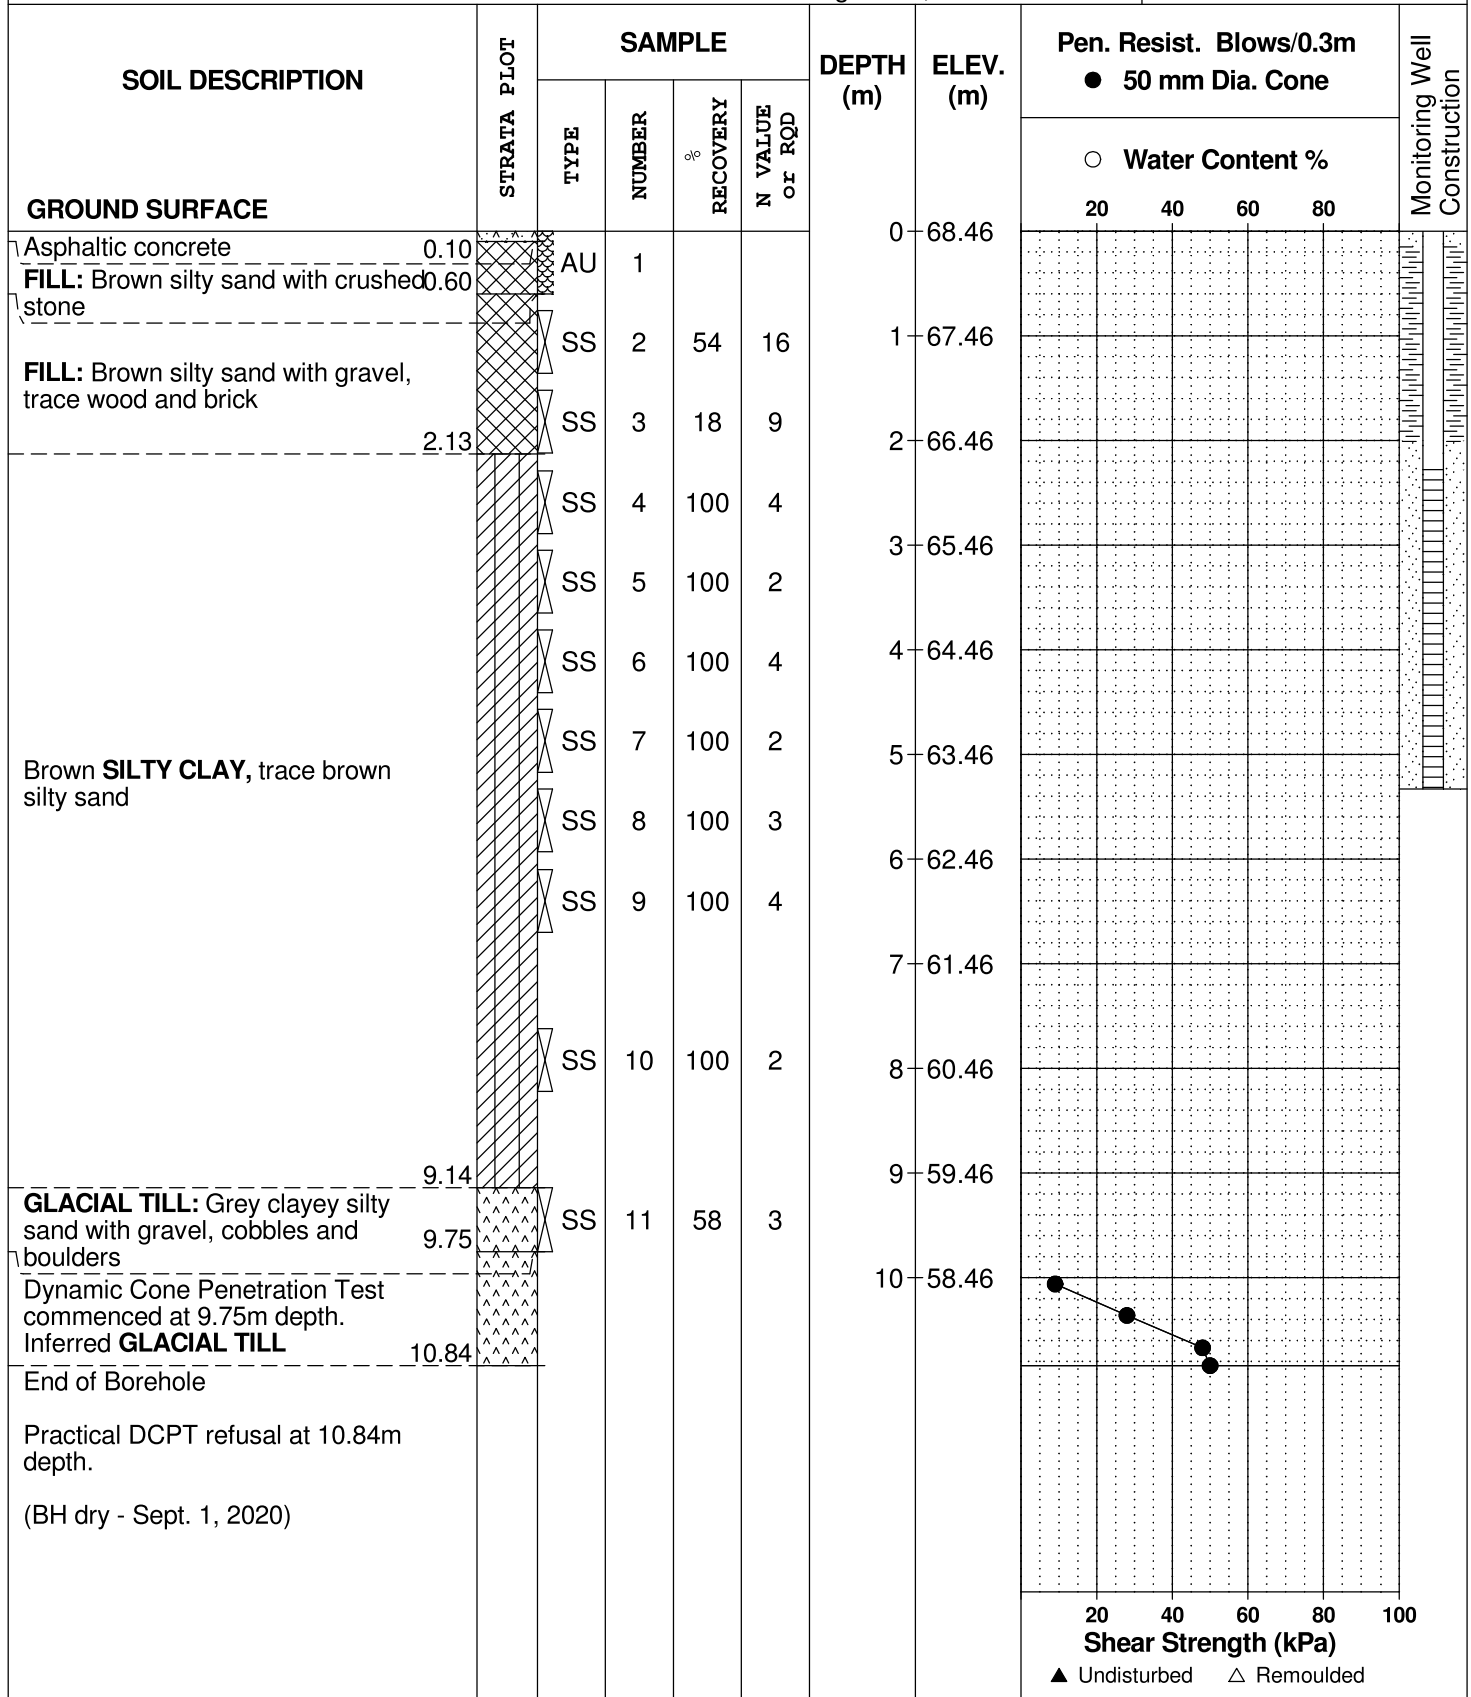 SOIL DESCRIPTION
GROUND SURFACE
STRATA PLOT
SAMPLE
TYPE
NUMBER
% RECOVERY
N VALUE or RQD
DEPTH (m)
ELEV. (m)
Pen. Resist. Blows/0.3m
● 50 mm Dia. Cone
○ Water Content %
20 40 60 80
Monitoring Well Construction
0 68.46
Asphaltic concrete 0.10
AU 1
FILL: Brown silty sand with crushed 0.60
stone
SS 2 54 16
1 67.46
FILL: Brown silty sand with gravel,
trace wood and brick
SS 3 18 9
2.13
2 66.46
SS 4 100 4
3 65.46
SS 5 100 2
4 64.46
SS 6 100 4
SS 7 100 2
5 63.46
Brown SILTY CLAY, trace brown
silty sand
SS 8 100 3
6 62.46
SS 9 100 4
7 61.46
SS 10 100 2
8 60.46
9.14
9 59.46
GLACIAL TILL: Grey clayey silty
sand with gravel, cobbles and
boulders
9.75
SS 11 58 3
10 58.46
Dynamic Cone Penetration Test
commenced at 9.75m depth.
Inferred GLACIAL TILL
10.84
End of Borehole
Practical DCPT refusal at 10.84m
depth.
(BH dry - Sept. 1, 2020)
20 40 60 80 100
Shear Strength (kPa)
▲ Undisturbed △ Remoulded